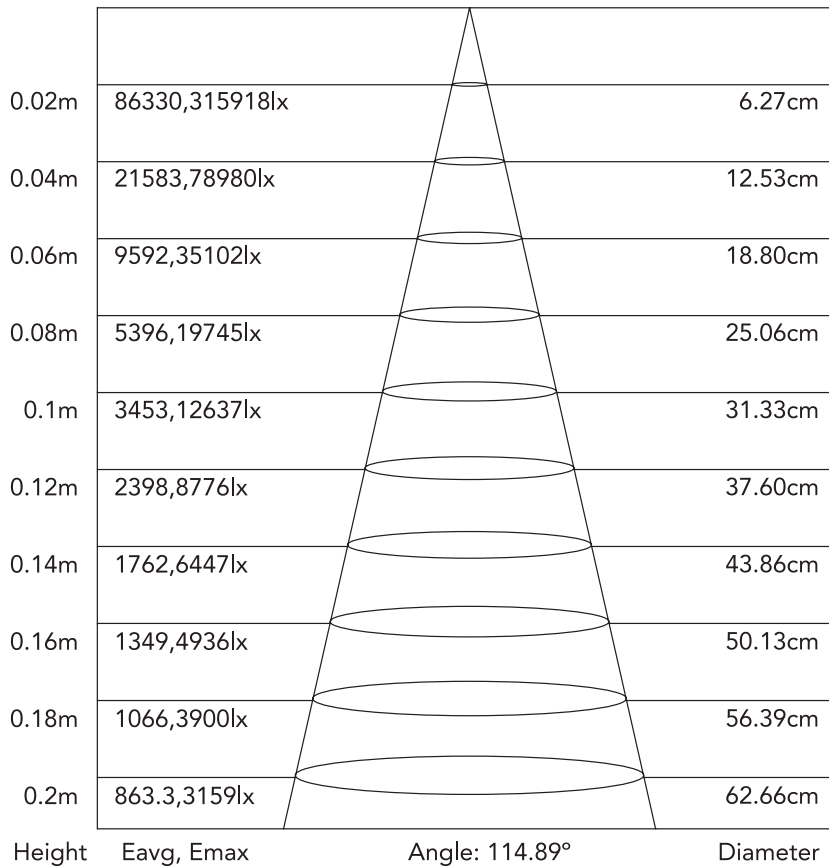 0.02m 86330,315918lx 6.27cm
0.04m 21583,78980lx 12.53cm
0.06m 9592,35102lx 18.80cm
0.08m 5396,19745lx 25.06cm
0.1m 3453,12637lx 31.33cm
0.12m 2398,8776lx 37.60cm
0.14m 1762,6447lx 43.86cm
0.16m 1349,4936lx 50.13cm
0.18m 1066,3900lx 56.39cm
0.2m 863.3,3159lx 62.66cm
Height Eavg, Emax Angle: 114.89º Diameter